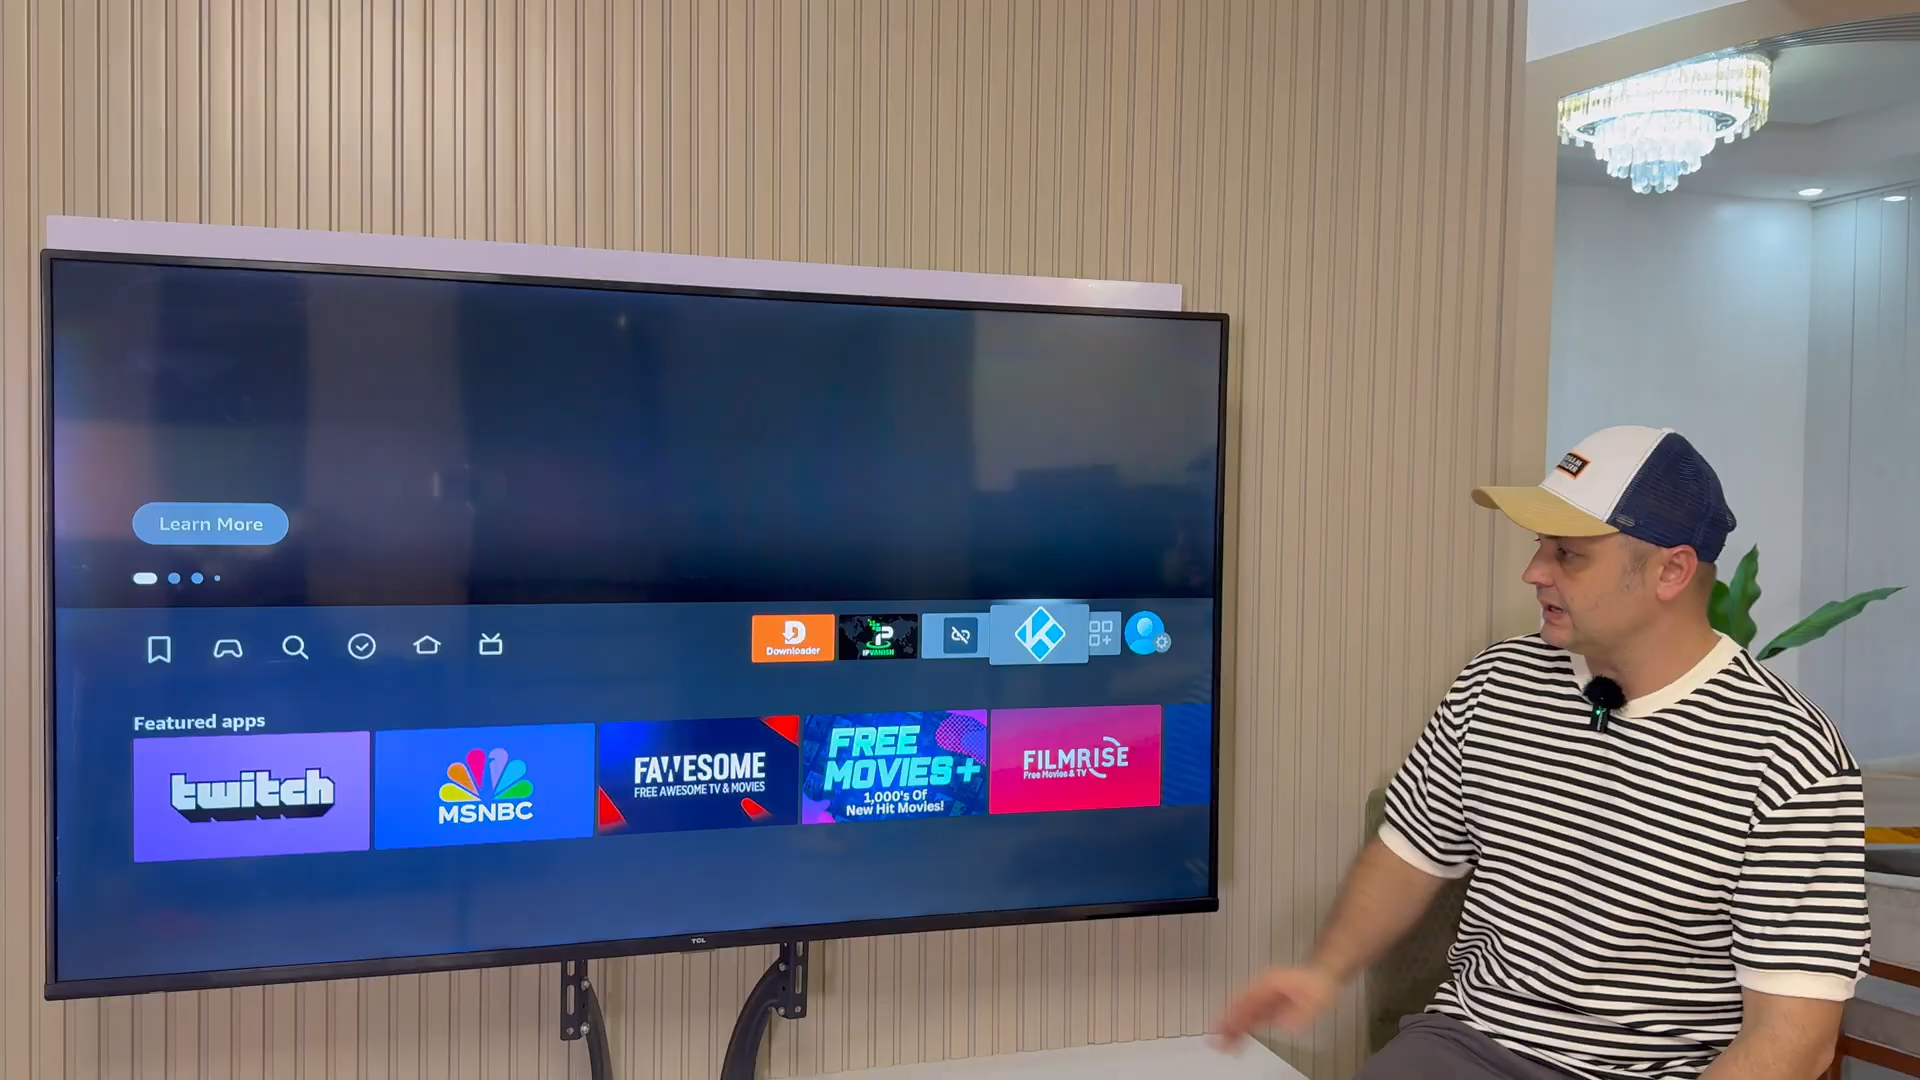 Learn More
Downloader
IPVANISH
Featured apps
twitch
MSNBC
FAWESOME
FREE AWESOME TV & MOVIES
FREE
MOVIES+
1,000's Of
New Hit Movies!
FILMRISE
Free Movies & TV
TCL